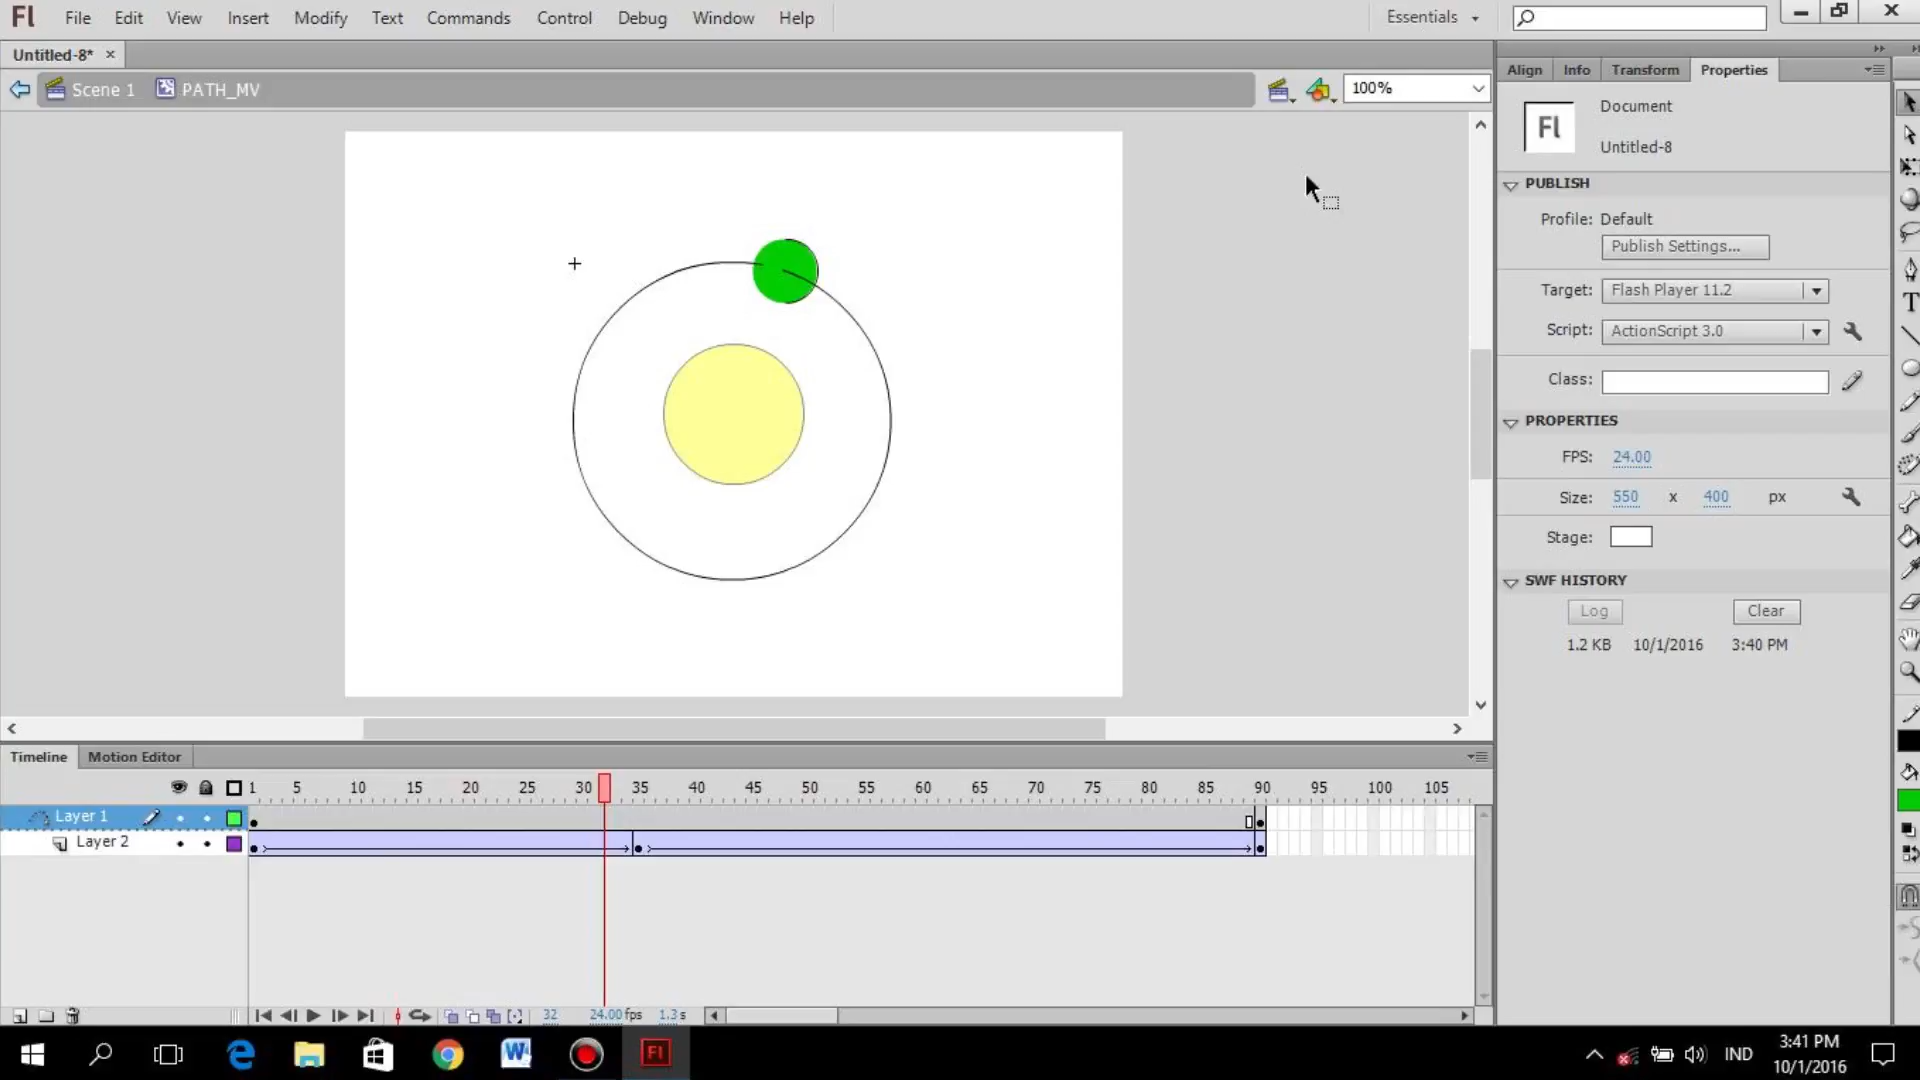 Fl File Edit View Insert Modify Text Commands Control Debug Window Help Essentials
Untitled-8*
Scene 1 PATH_MV 100%
Align Info Transform Properties
Fl Document
Untitled-8
PUBLISH
Profile: Default
Publish Settings...
Target: Flash Player 11.2
Script: ActionScript 3.0
Class:
PROPERTIES
FPS: 24.00
Size: 550 x 400 px
Stage:
SWF HISTORY
Log Clear
1.2 KB 10/1/2016 3:40 PM
Timeline Motion Editor
1 5 10 15 20 25 30 35 40 45 50 55 60 65 70 75 80 85 90 95 100 105
Layer 1
Layer 2
32 24.00fps 1.3s
Fl IND 3:41 PM
10/1/2016